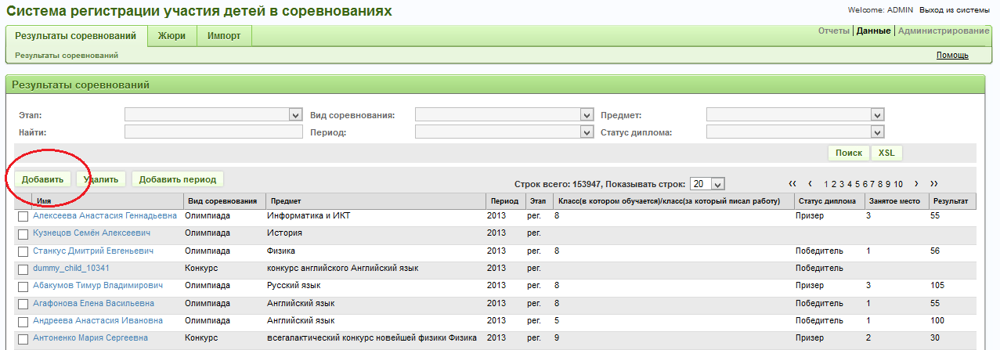 Система регистрации участия детей в соревнованиях
Welcome: ADMIN Выход из системы
Результаты соревнований Жюри Импорт
Отчеты | Данные | Администрирование
Результаты соревнований
Помощь
Результаты соревнований
Этап: Вид соревнования: Предмет:
Найти: Период: Статус диплома:
Поиск XSL
Добавить Удалить Добавить период
Строк всего: 153947, Показывать строк: 20 ‹‹ ‹ 1 2 3 4 5 6 7 8 9 10 › ››
Имя Вид соревнования Предмет Период Этап Класс(в котором обучается)/класс(за который писал работу) Статус диплома Занятое место Результат
Алексеева Анастасия Геннадьевна Олимпиада Информатика и ИКТ 2013 рег. 8 Призер 3 55
Кузнецов Семён Алексеевич Олимпиада История 2013 рег.
Станкус Дмитрий Евгеньевич Олимпиада Физика 2013 рег. 8 Победитель 1 56
dummy_child_10341 Конкурс конкурс английского Английский язык 2013 рег. Победитель
Абакумов Тимур Владимирович Олимпиада Русский язык 2013 рег. 8 Призер 3 105
Агафонова Елена Васильевна Олимпиада Английский язык 2013 рег. 8 Победитель 1 55
Андреева Анастасия Ивановна Олимпиада Английский язык 2013 рег. 5 Победитель 1 100
Антоненко Мария Сергеевна Конкурс всегалактический конкурс новейшей физики Физика 2013 рег. 9 Призер 2 30